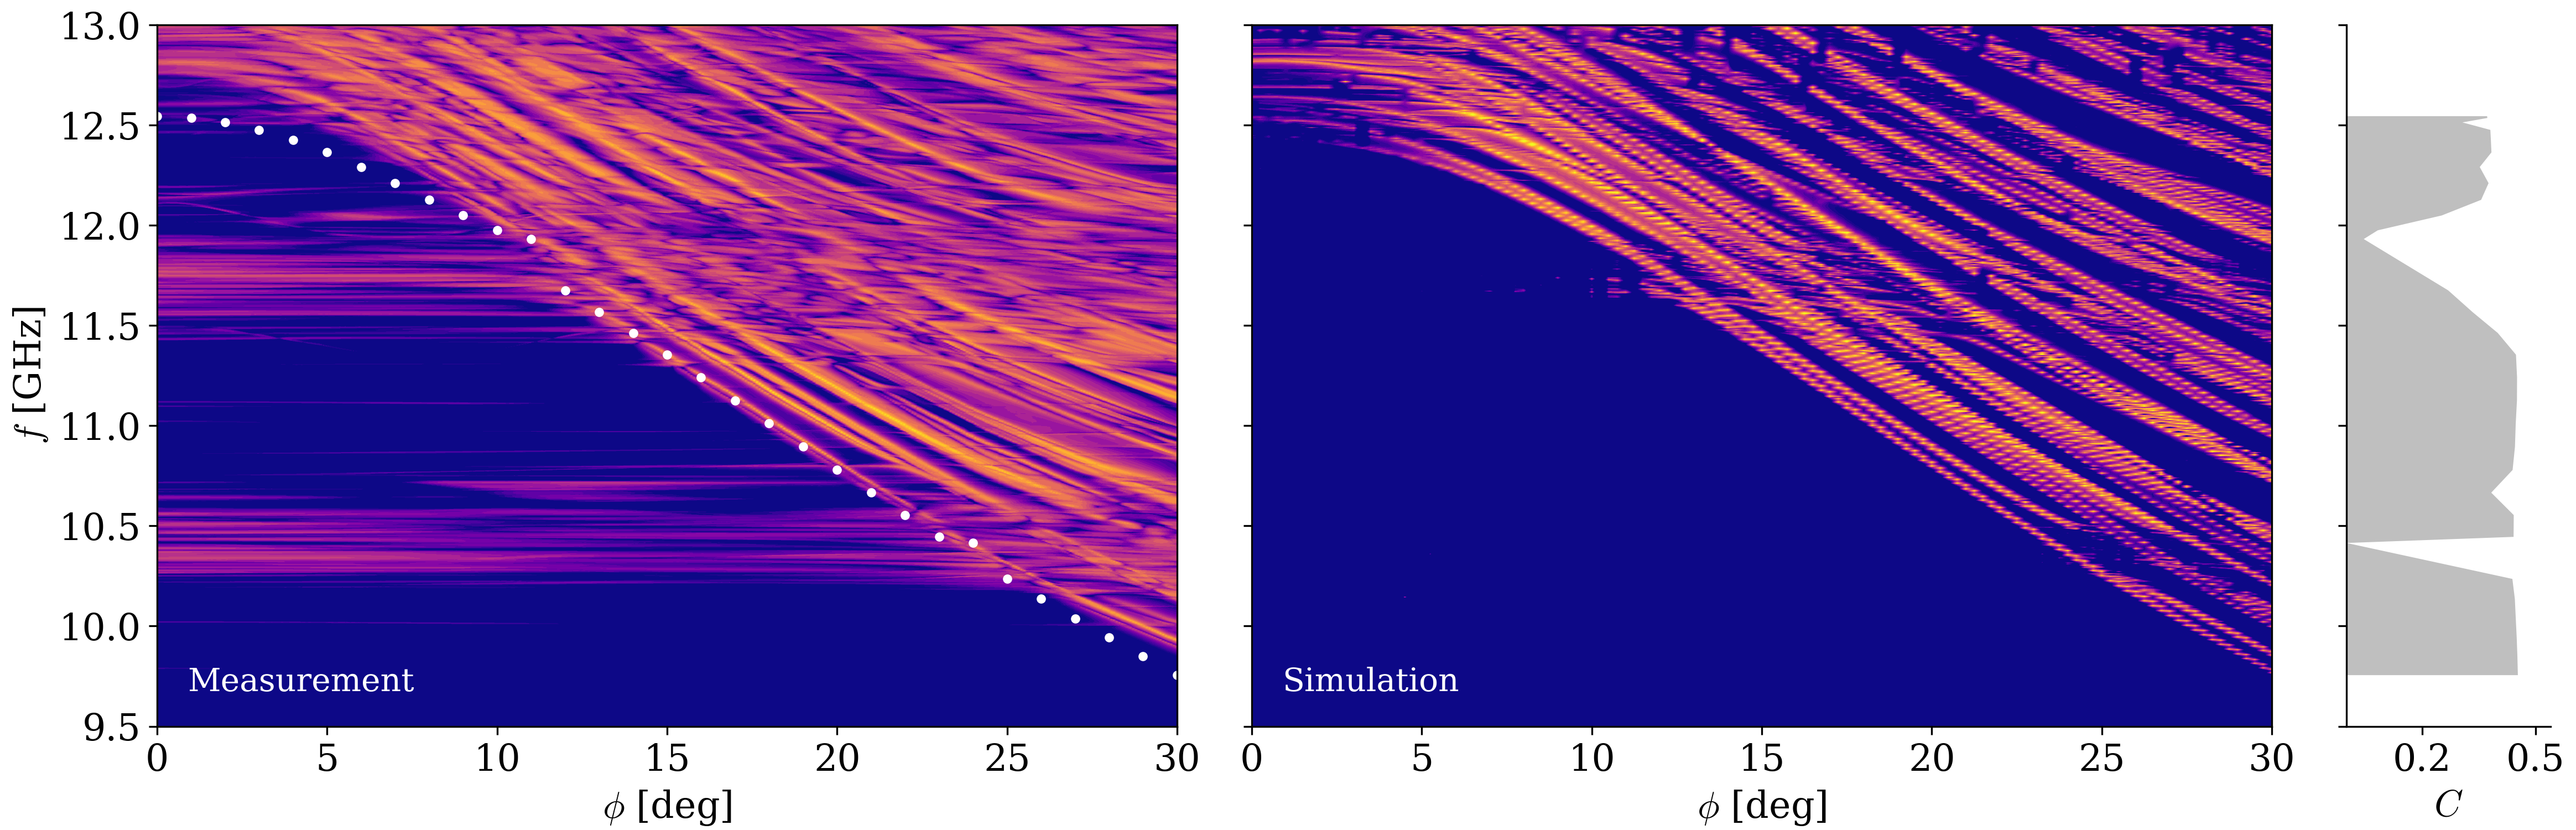 13.0
12.5
12.0
11.5
11.0
10.5
10.0
9.5
f [GHz]
Measurement
0 5 10 15 20 25 30
ϕ [deg]
Simulation
0 5 10 15 20 25 30
ϕ [deg]
0.2 0.5
C